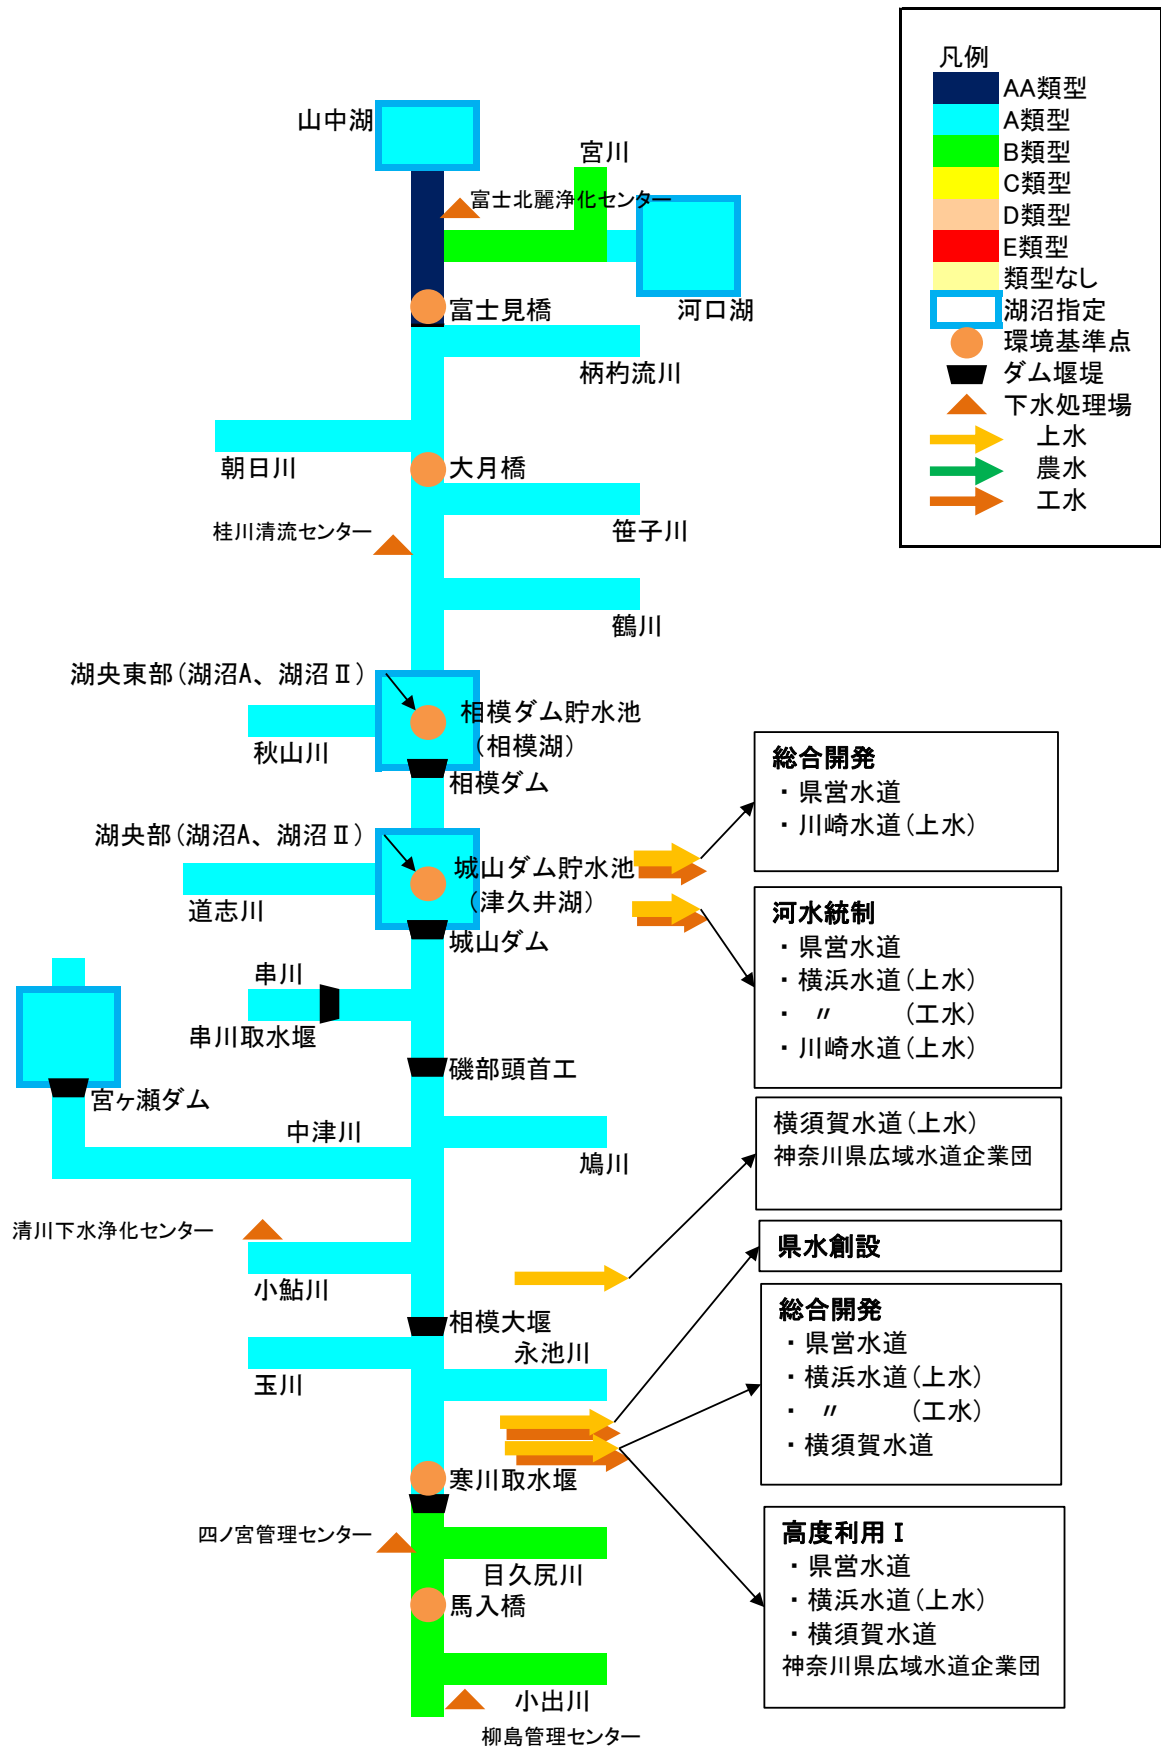 凡例
AA類型
A類型
B類型
C類型
D類型
E類型
類型なし
湖沼指定
環境基準点
ダム堰堤
下水処理場
上水
農水
工水
山中湖
宮川
富士北麗浄化センター
富士見橋
河口湖
柄杓流川
朝日川
大月橋
桂川清流センター
笹子川
鶴川
湖央東部(湖沼A、湖沼Ⅱ)
相模ダム貯水池
(相模湖)
秋山川
相模ダム
湖央部(湖沼A、湖沼Ⅱ)
城山ダム貯水池
(津久井湖)
道志川
城山ダム
串川
串川取水堰
磯部頭首工
宮ヶ瀬ダム
中津川
鳩川
清川下水浄化センター
小鮎川
相模大堰
永池川
玉川
寒川取水堰
四ノ宮管理センター
目久尻川
馬入橋
小出川
柳島管理センター
総合開発
・県営水道
・川崎水道(上水)
河水統制
・県営水道
・横浜水道(上水)
・ 〃 (工水)
・川崎水道(上水)
横須賀水道(上水)
神奈川県広域水道企業団
県水創設
総合開発
・県営水道
・横浜水道(上水)
・ 〃 (工水)
・横須賀水道
高度利用Ⅰ
・県営水道
・横浜水道(上水)
・横須賀水道
神奈川県広域水道企業団